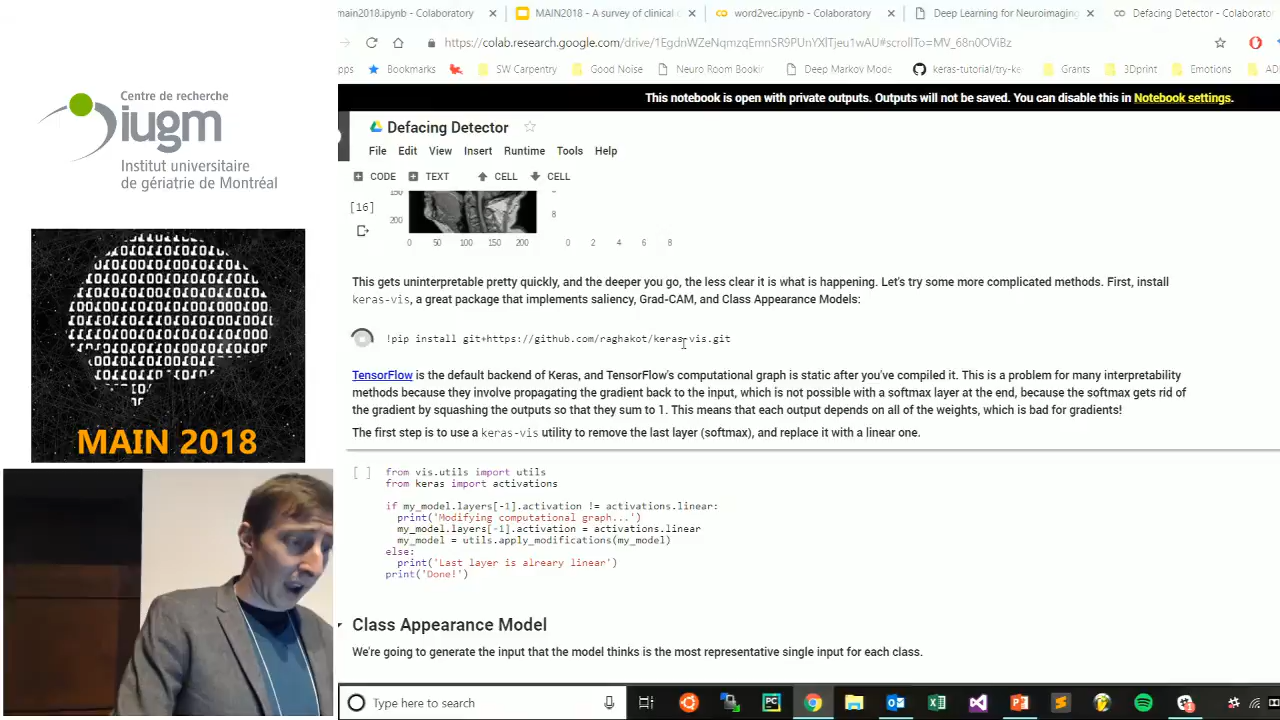 main2018.ipynb - Colaboratory
MAIN2018 - A survey of clinical
word2vec.ipynb - Colaboratory
Deep Learning for Neuroimaging
Defacing Detector - Colaborato
https://colab.research.google.com/drive/1EgdnWZeNqmzqEmnSR9PUnYXlTjeu1wAU#scrollTo=MV_68n0OViBz
Bookmarks
SW Carpentry
Good Noise
Neuro Room Bookin
Deep Markov Mode
keras-tutorial/try-ke
Grants
3Dprint
Emotions
This notebook is open with private outputs. Outputs will not be saved. You can disable this in Notebook settings.
Centre de recherche
iugm
Institut universitaire
de gériatrie de Montréal
Defacing Detector
File Edit View Insert Runtime Tools Help
CODE TEXT CELL CELL
150
[16]
200
8
0 50 100 150 200
0 2 4 6 8
This gets uninterpretable pretty quickly, and the deeper you go, the less clear it is what is happening. Let's try some more complicated methods. First, install
keras-vis, a great package that implements saliency, Grad-CAM, and Class Appearance Models:
!pip install git+https://github.com/raghakot/keras-vis.git
TensorFlow is the default backend of Keras, and TensorFlow's computational graph is static after you've compiled it. This is a problem for many interpretability
methods because they involve propagating the gradient back to the input, which is not possible with a softmax layer at the end, because the softmax gets rid of
the gradient by squashing the outputs so that they sum to 1. This means that each output depends on all of the weights, which is bad for gradients!
The first step is to use a keras-vis utility to remove the last layer (softmax), and replace it with a linear one.
MAIN 2018
[ ]
from vis.utils import utils
from keras import activations
if my_model.layers[-1].activation != activations.linear:
print('Modifying computational graph...')
my_model.layers[-1].activation = activations.linear
my_model = utils.apply_modifications(my_model)
else:
print('Last layer is alreary linear')
print('Done!')
Class Appearance Model
We're going to generate the input that the model thinks is the most representative single input for each class.
Type here to search